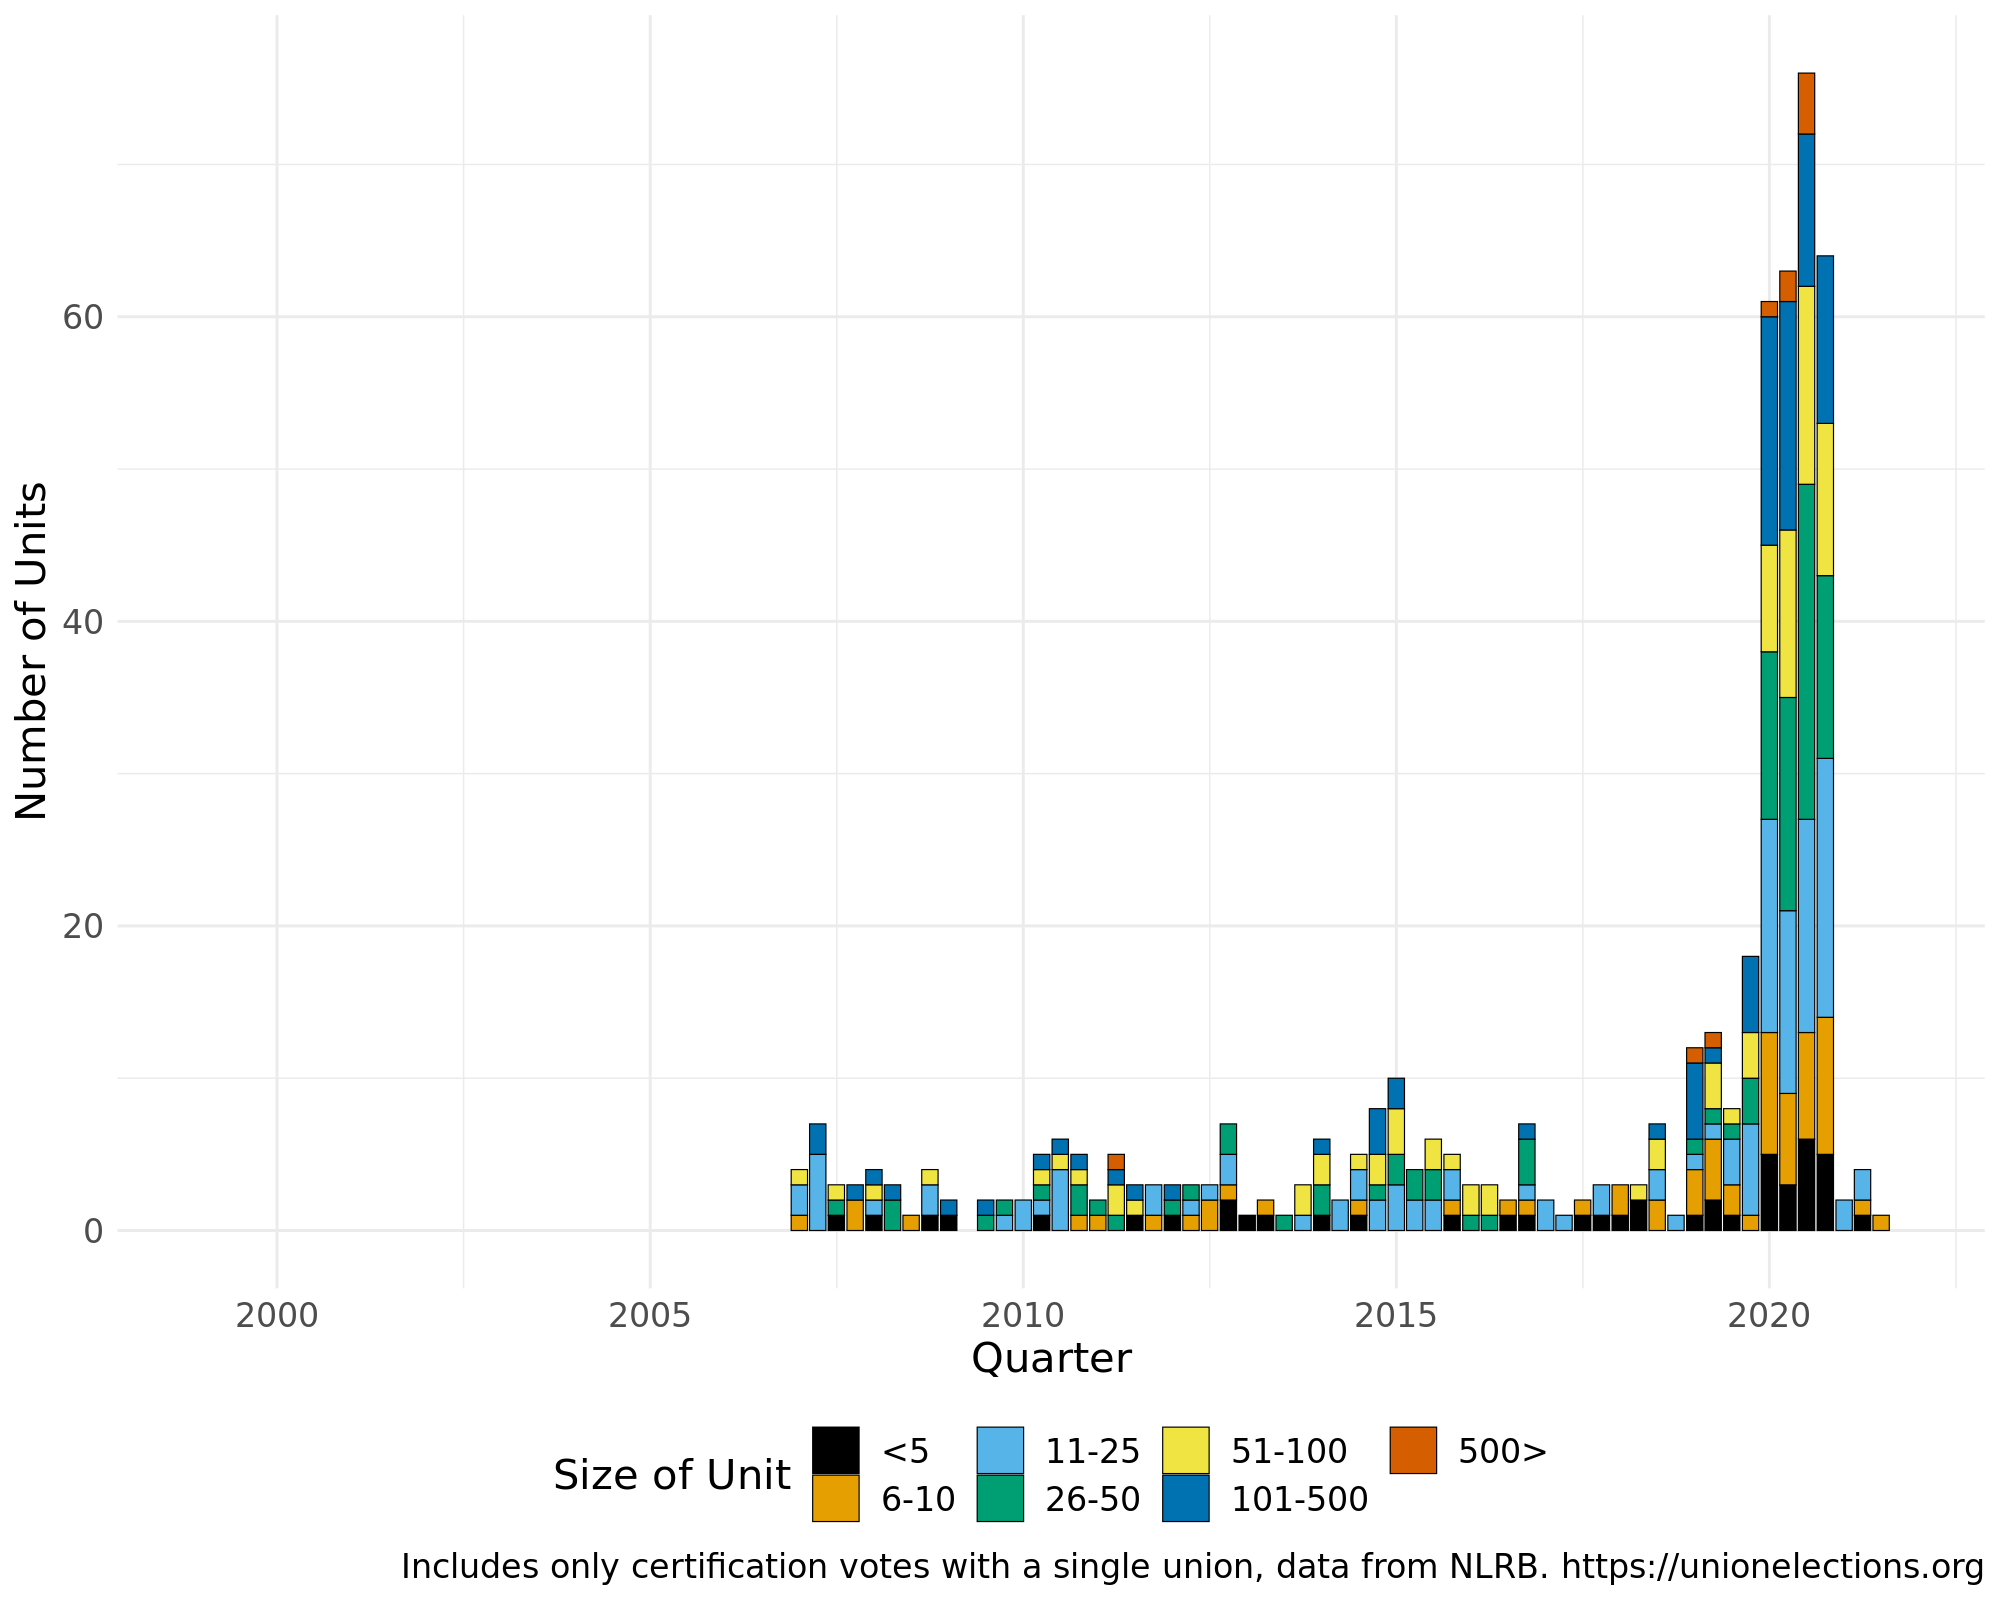 60
40
20
0
Number of Units
2000 2005 2010 2015 2020
Quarter
Size of Unit
<5 11-25 51-100 500>
6-10 26-50 101-500
Includes only certification votes with a single union, data from NLRB. https://unionelections.org